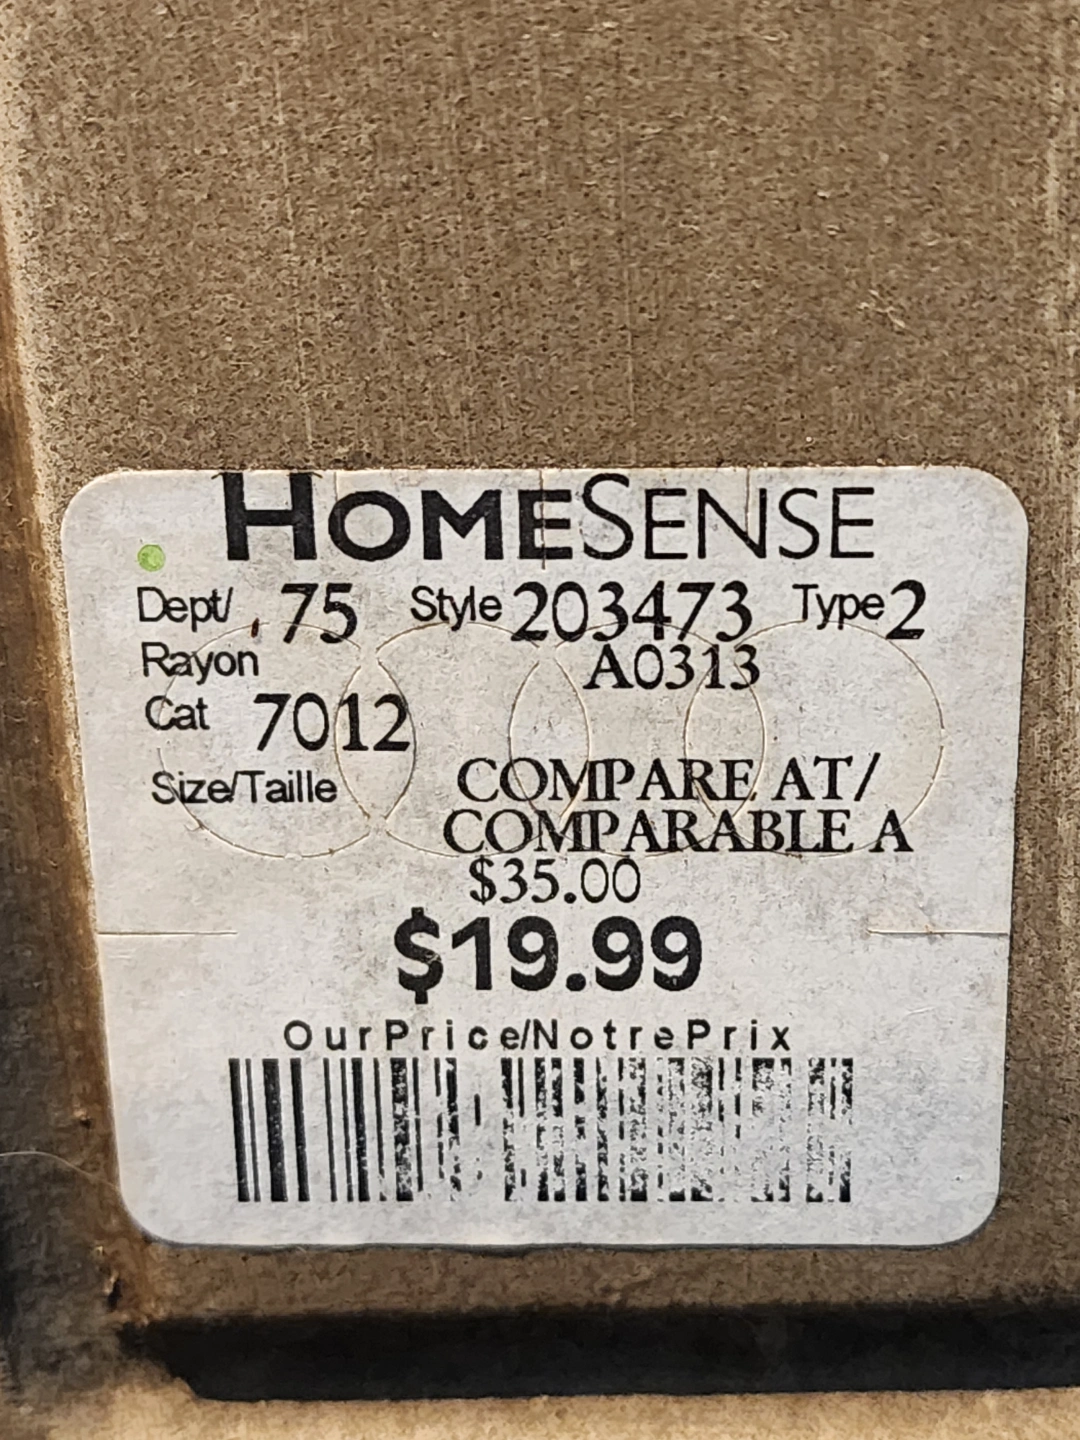 HOMESENSE
Dept/ 75 Style 203473 Type 2
Rayon A0313
Cat 7012
Size/Taille COMPARE AT/
COMPARABLE A
$35.00
$19.99
OurPrice/NotrePrix